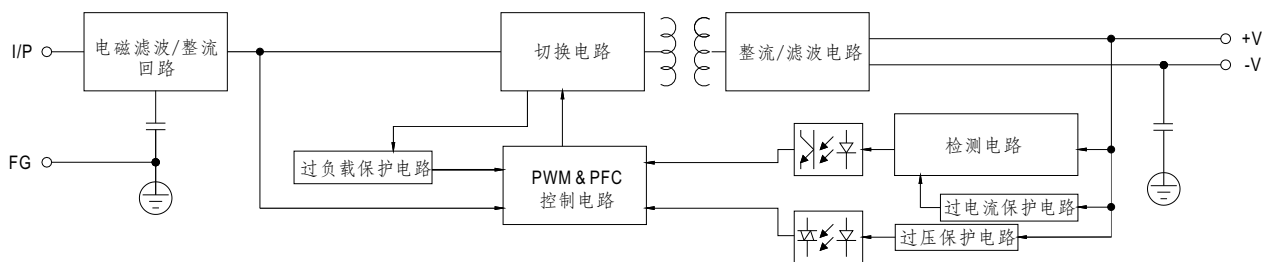 I/P
电磁滤波/整流
回路
切换电路
整流/滤波电路
+V
-V
FG
过负载保护电路
PWM & PFC
控制电路
检测电路
过电流保护电路
过压保护电路